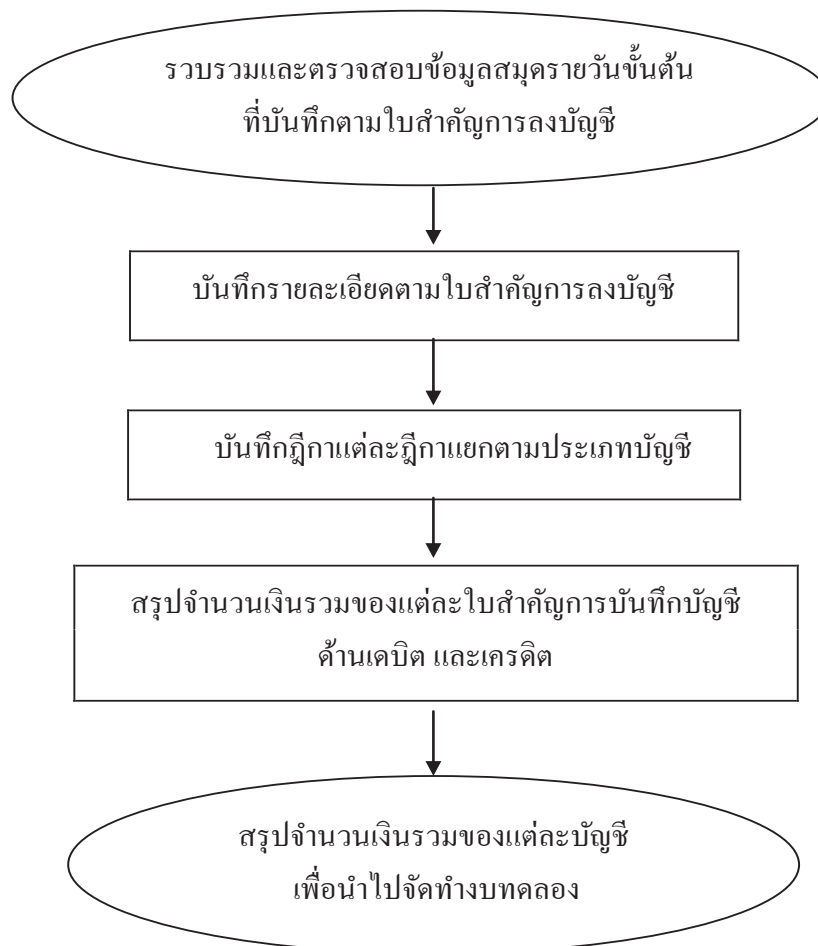 รวบรวมและตรวจสอบข้อมูลสมุดรายวันขั้นต้น
ที่บันทึกตามใบสำคัญการลงบัญชี
บันทึกรายละเอียดตามใบสำคัญการลงบัญชี
บันทึกฎีกาแต่ละฎีกาแยกตามประเภทบัญชี
สรุปจำนวนเงินรวมของแต่ละใบสำคัญการบันทึกบัญชี
ด้านเดบิต และเครดิต
สรุปจำนวนเงินรวมของแต่ละบัญชี
เพื่อนำไปจัดทำงบทดลอง